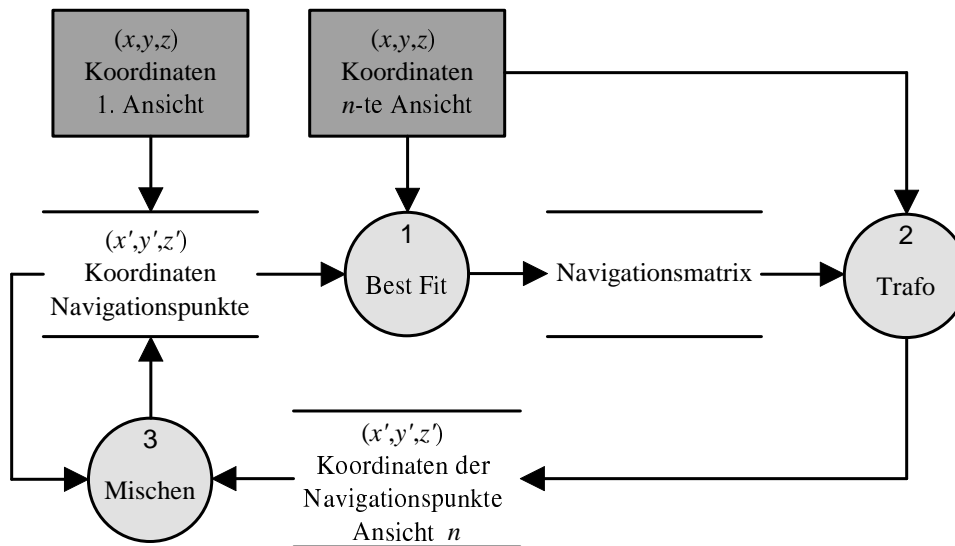 (x,y,z)
Koordinaten
1. Ansicht
(x,y,z)
Koordinaten
n-te Ansicht
(x′,y′,z′)
Koordinaten
Navigationspunkte
1
Best Fit
Navigationsmatrix
2
Trafo
3
Mischen
(x′,y′,z′)
Koordinaten der
Navigationspunkte
Ansicht n